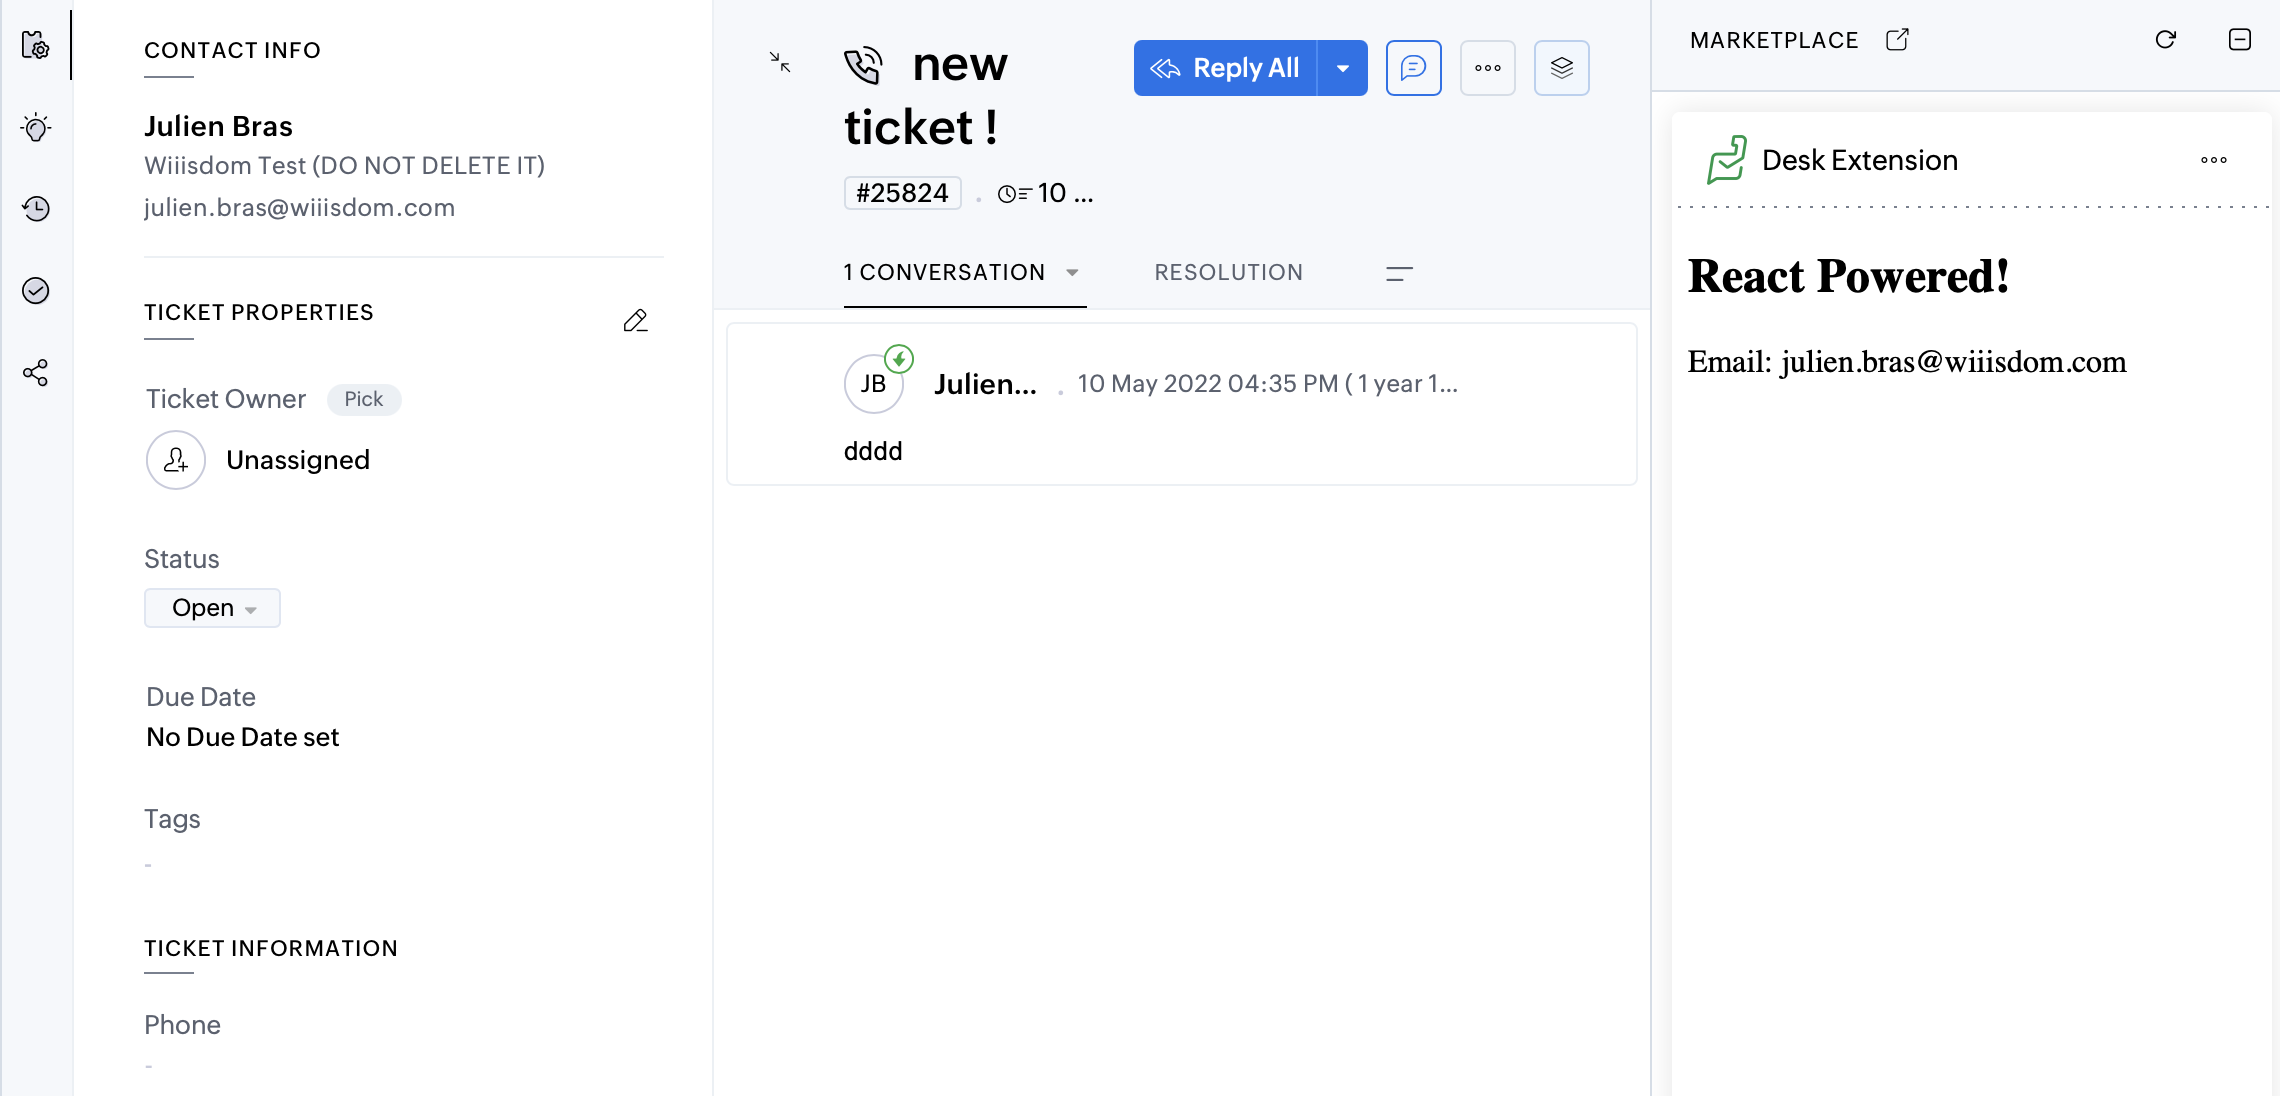 CONTACT INFO
Julien Bras
Wiiisdom Test (DO NOT DELETE IT)
julien.bras@wiiisdom.com
TICKET PROPERTIES
Ticket Owner Pick
Unassigned
Status
Open
Due Date
No Due Date set
Tags
-
TICKET INFORMATION
Phone
-
new
ticket !
Reply All
#25824 . 10 ...
1 CONVERSATION RESOLUTION
JB Julien... . 10 May 2022 04:35 PM ( 1 year 1...
dddd
MARKETPLACE
Desk Extension
React Powered!
Email: julien.bras@wiiisdom.com